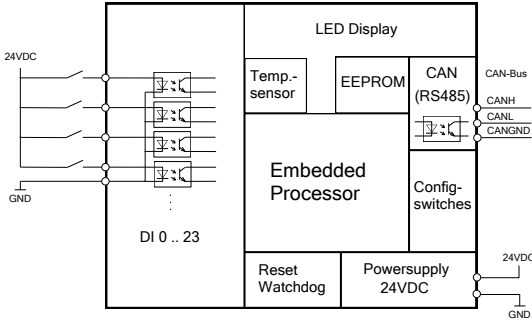 LED Display
24VDC
Temp.-
sensor
EEPROM
CAN
(RS485)
CAN-Bus
CANH
CANL
CANGND
Embedded
Processor
Config-
switches
GND
DI 0 .. 23
Reset
Watchdog
Powersupply
24VDC
24VDC
GND